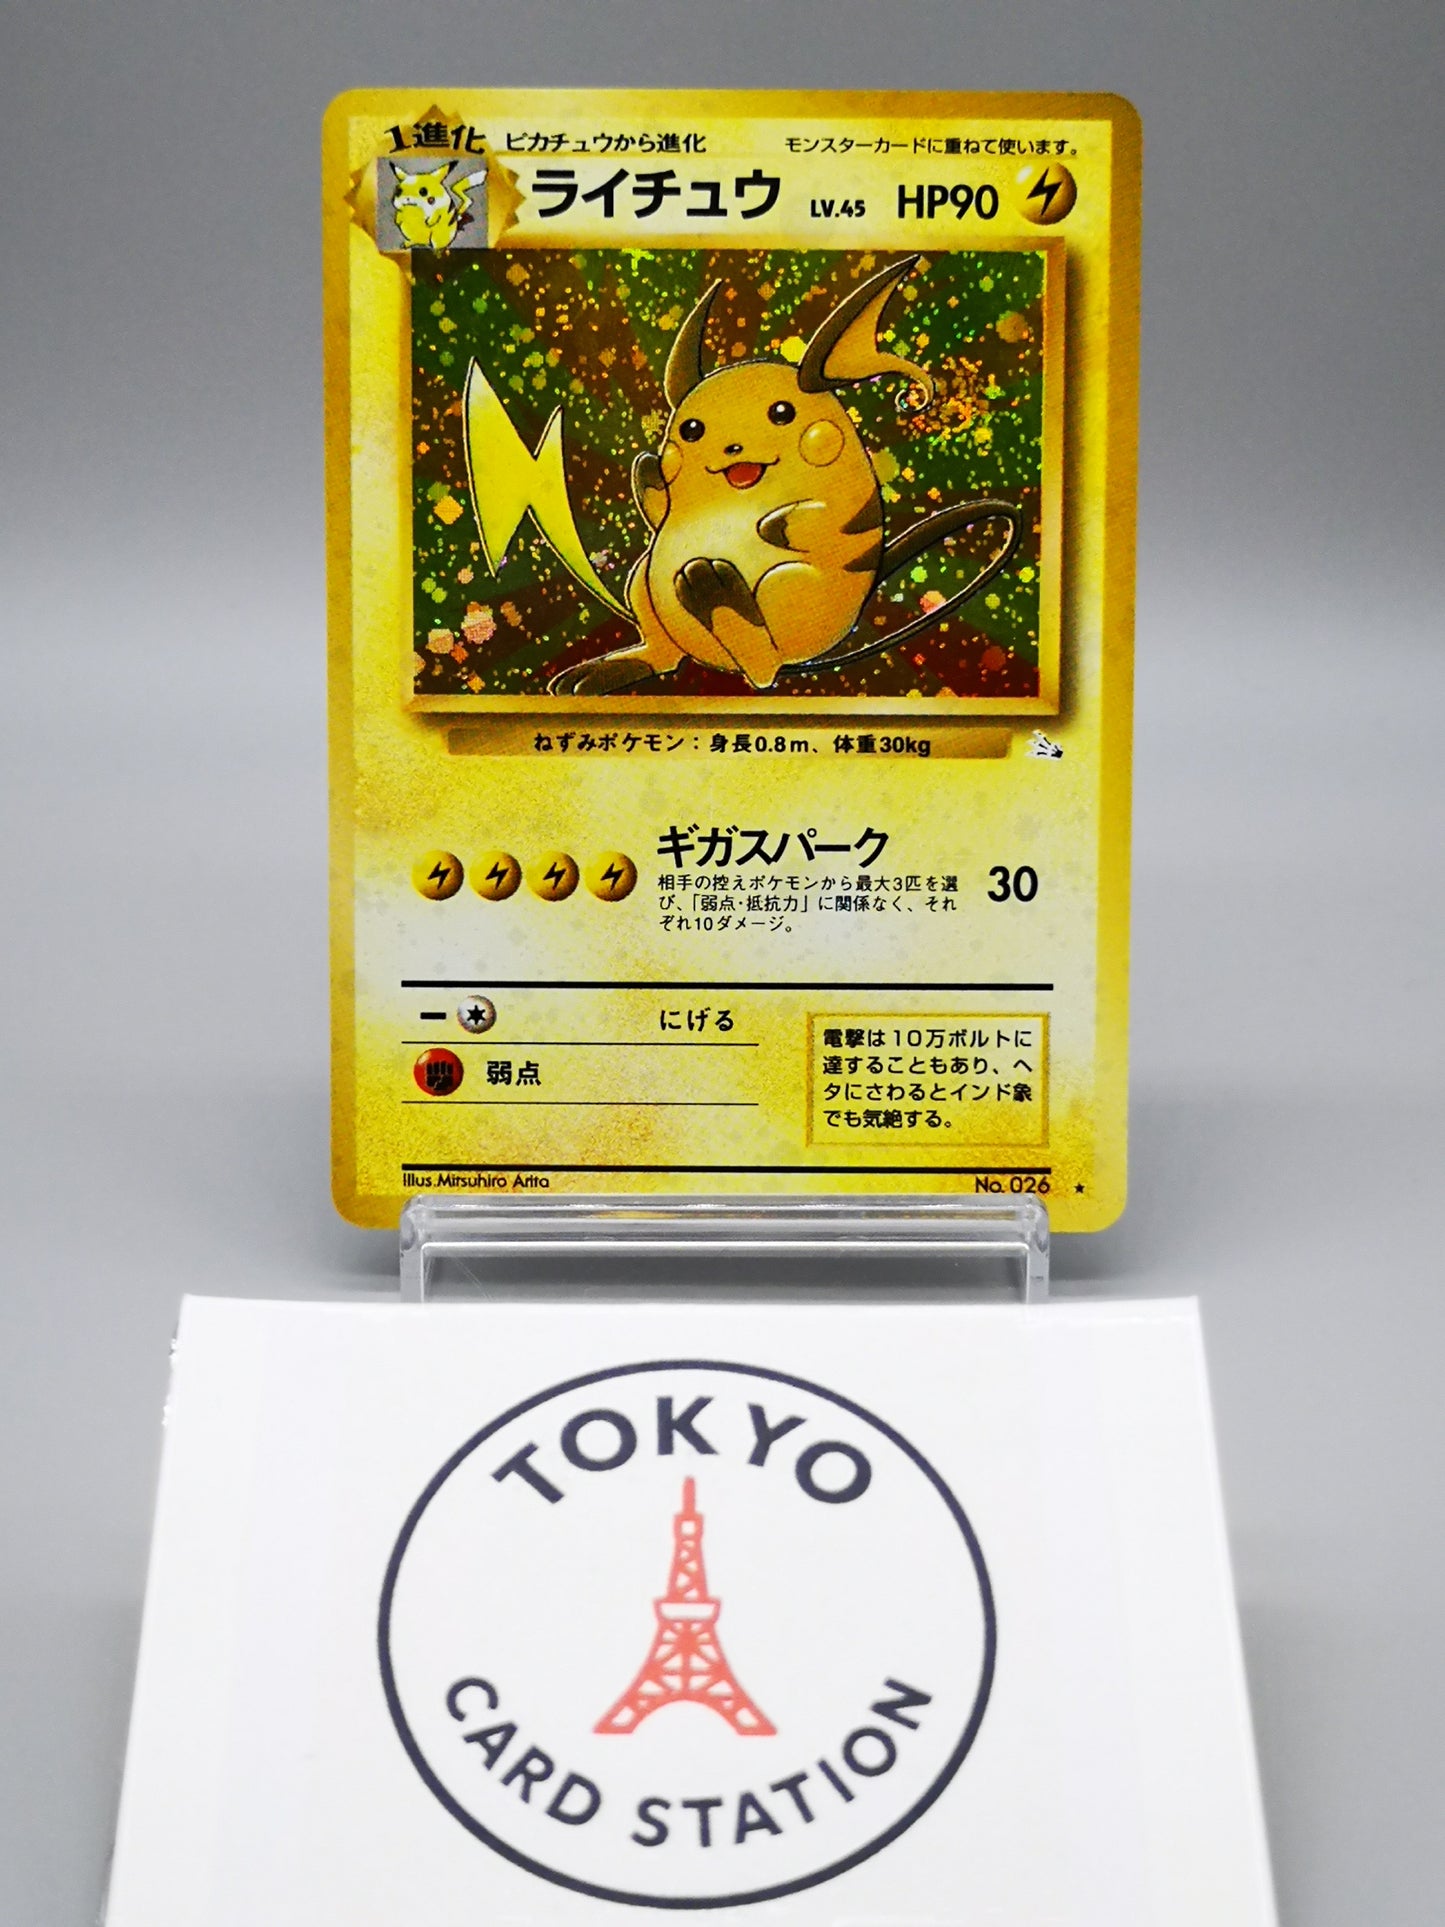 1進化 ピカチュウから進化 モンスターカードに重ねて使います。
ライチュウ LV.45 HP90
ねずみポケモン：身長0.8m、体重30kg
ギガスパーク
相手の控えポケモンから最大3匹を選
び、「弱点・抵抗力」に関係なく、それ
ぞれ10ダメージ。
30
ー にげる
弱点
電撃は10万ボルトに
達することもあり、ヘ
タにさわるとインド象
でも気絶する。
Illus.Mitsuhiro Arita
No. 026 ★
TOKYO
CARD STATION